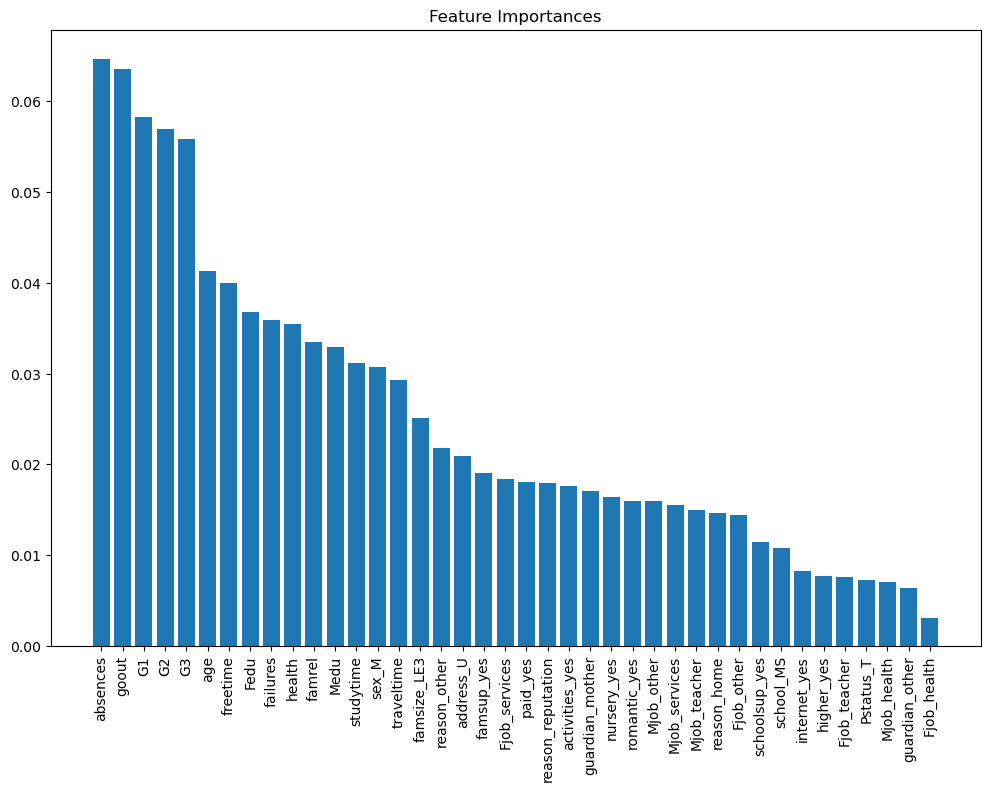 Feature Importances
0.06
0.05
0.04
0.03
0.02
0.01
0.00
absences
goout
G1
G2
G3
age
freetime
Fedu
failures
health
famrel
Medu
studytime
sex_M
traveltime
famsize_LE3
reason_other
address_U
famsup_yes
Fjob_services
paid_yes
reason_reputation
activities_yes
guardian_mother
nursery_yes
romantic_yes
Mjob_other
Mjob_services
Mjob_teacher
reason_home
Fjob_other
schoolsup_yes
school_MS
internet_yes
higher_yes
Fjob_teacher
Pstatus_T
Mjob_health
guardian_other
Fjob_health